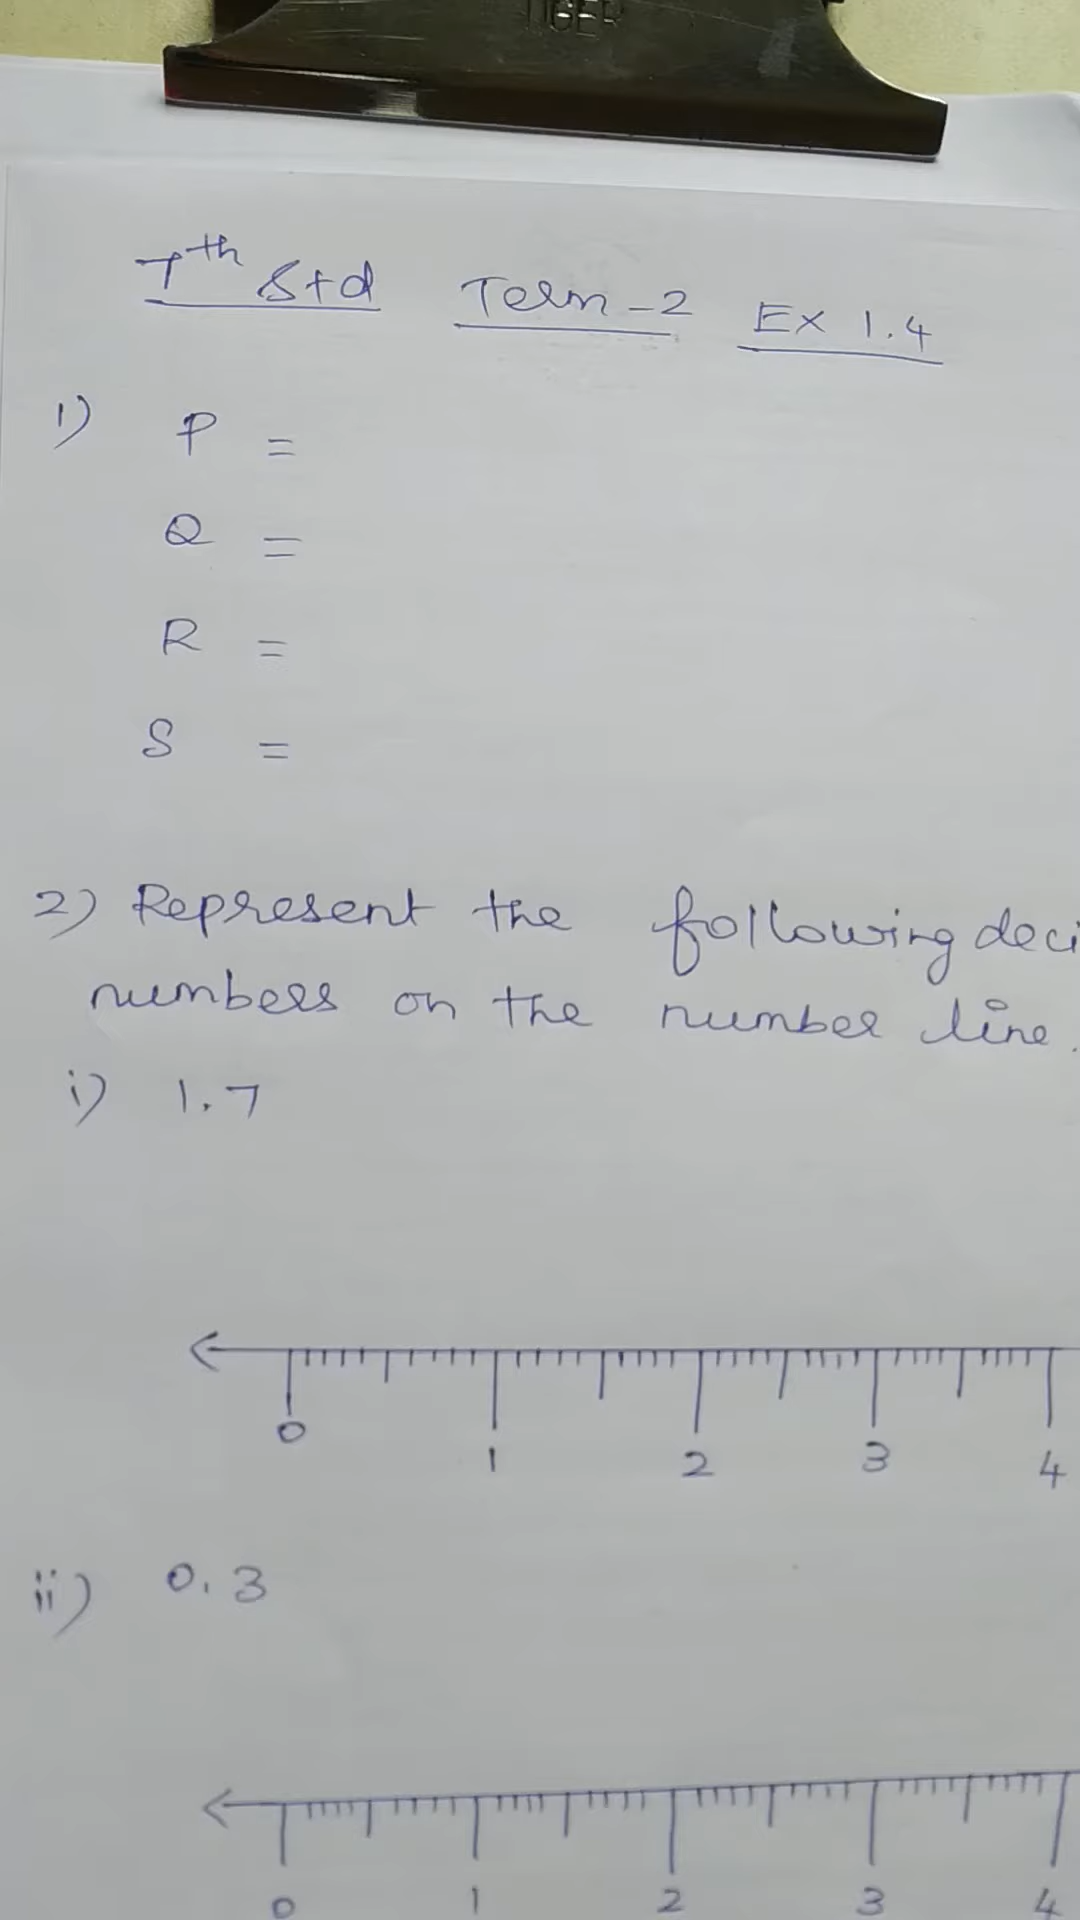 TIGER
7th Std Term-2 Ex 1.4
1) P =
Q =
R =
S =
2) Represent the following deci
numbers on the number line.
i) 1.7
0 1 2 3 4
ii) 0.3
0 1 2 3 4